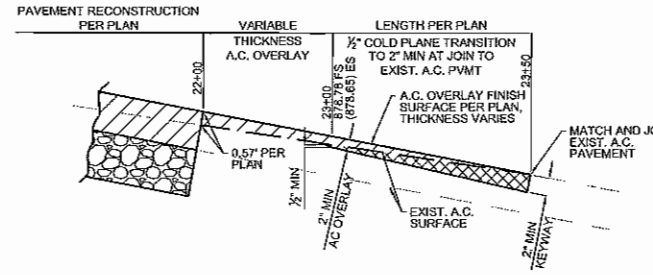 PAVEMENT RECONSTRUCTION
PER PLAN
VARIABLE
THICKNESS
A.C. OVERLAY
LENGTH PER PLAN
½" COLD PLANE TRANSITION
TO 2" MIN AT JOIN TO
EXIST. A.C. PVMT
22+00
23+00
878.78 FS
(878.65) ES
23+50
A.C. OVERLAY FINISH
SURFACE PER PLAN,
THICKNESS VARIES
MATCH AND JO
EXIST. A.C.
PAVEMENT
0.57' PER
PLAN
½" MIN
2" MIN
AC OVERLAY
EXIST. A.C.
SURFACE
2" MIN
KEYWAY